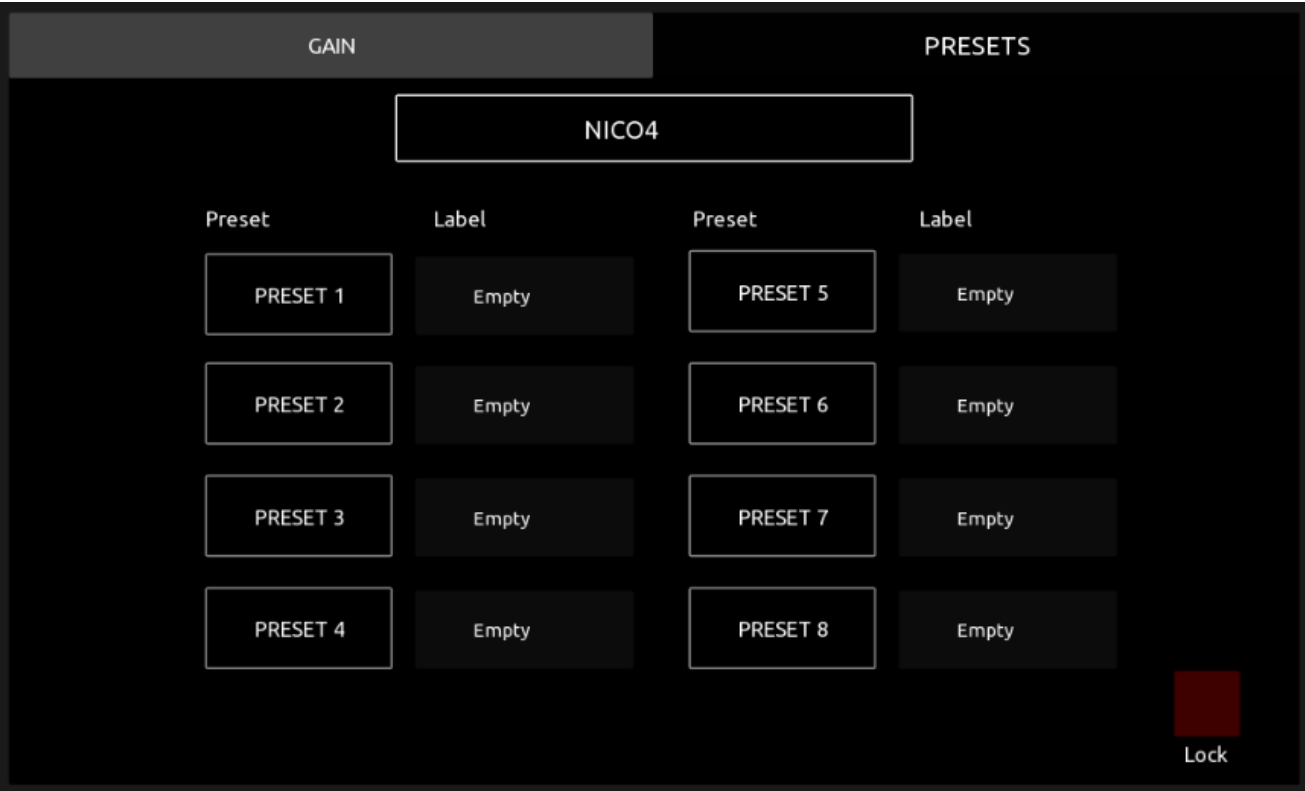 GAIN PRESETS
NICO4
Preset Label Preset Label
PRESET 1 Empty PRESET 5 Empty
PRESET 2 Empty PRESET 6 Empty
PRESET 3 Empty PRESET 7 Empty
PRESET 4 Empty PRESET 8 Empty
Lock